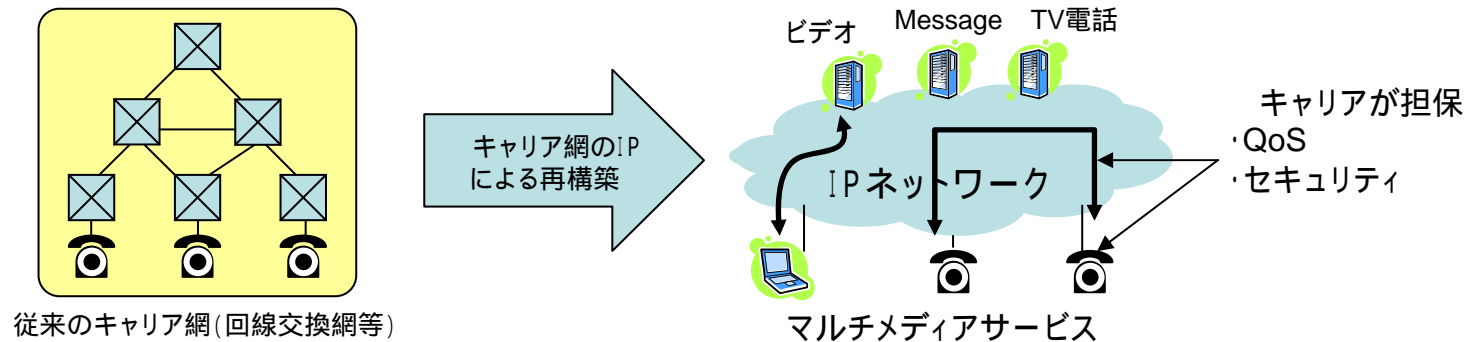 従来のキャリア網(回線交換網等)
キャリア網のIP
による再構築
ビデオ
Message
TV電話
IPネットワーク
マルチメディアサービス
キャリアが担保
・QoS
・セキュリティ